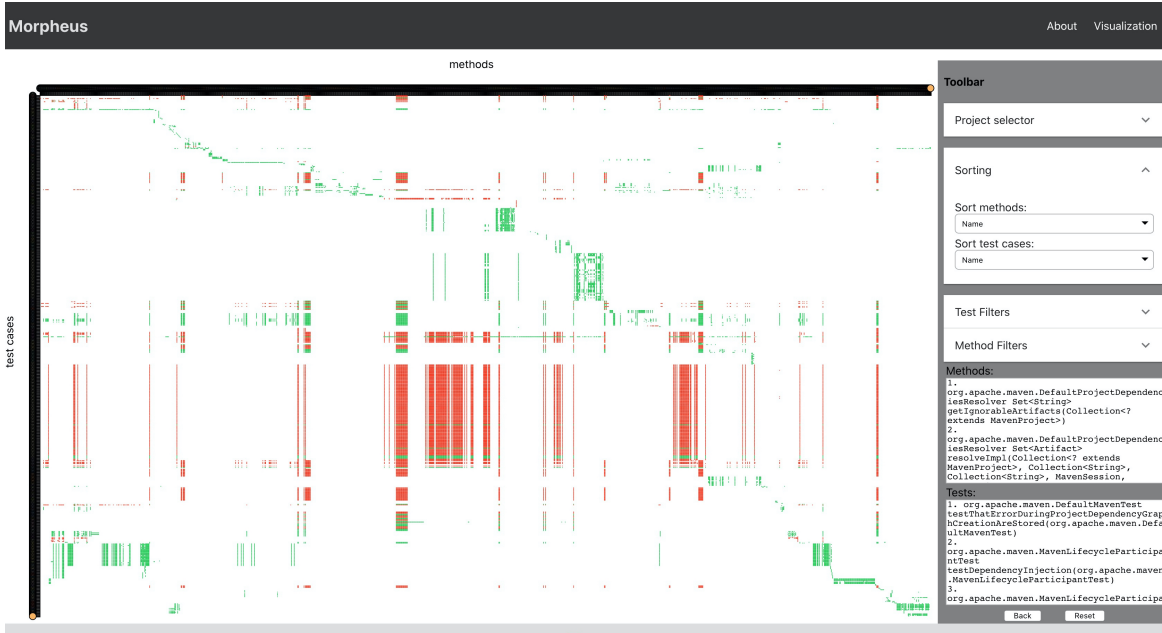 Morpheus
About Visualization
methods
test cases
Toolbar
Project selector
Sorting
Sort methods:
Name
Sort test cases:
Name
Test Filters
Method Filters
Methods:
1.
org.apache.maven.DefaultProjectDependenc
iesResolver Set<String>
getIgnorableArtifacts(Collection<?
extends MavenProject>)
2.
org.apache.maven.DefaultProjectDependenc
iesResolver Set<Artifact>
resolveImpl(Collection<? extends
MavenProject>, Collection<String>,
Collection<String>, MavenSession,
Tests:
1. org.apache.maven.DefaultMavenTest
testThatErrorDuringProjectDependencyGrap
hCreationAreStored(org.apache.maven.Defa
ultMavenTest)
2.
org.apache.maven.MavenLifecycleParticipa
ntTest
testDependencyInjection(org.apache.maven
.MavenLifecycleParticipantTest)
3.
org.apache.maven.MavenLifecycleParticipa
Back Reset